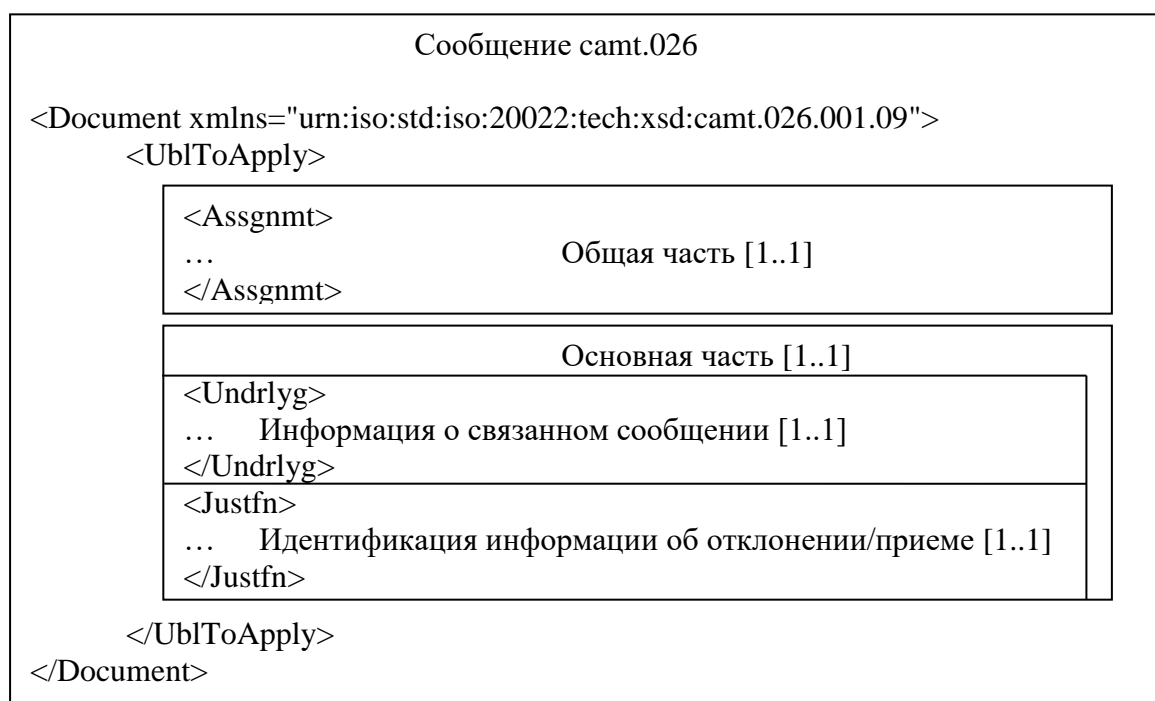 Сообщение camt.026
<Document xmlns="urn:iso:std:iso:20022:tech:xsd:camt.026.001.09">
<UblToApply>
<Assgnmt>
… Общая часть [1..1]
</Assgnmt>
Основная часть [1..1]
<Undrlyg>
… Информация о связанном сообщении [1..1]
</Undrlyg>
<Justfn>
… Идентификация информации об отклонении/приеме [1..1]
</Justfn>
</UblToApply>
</Document>